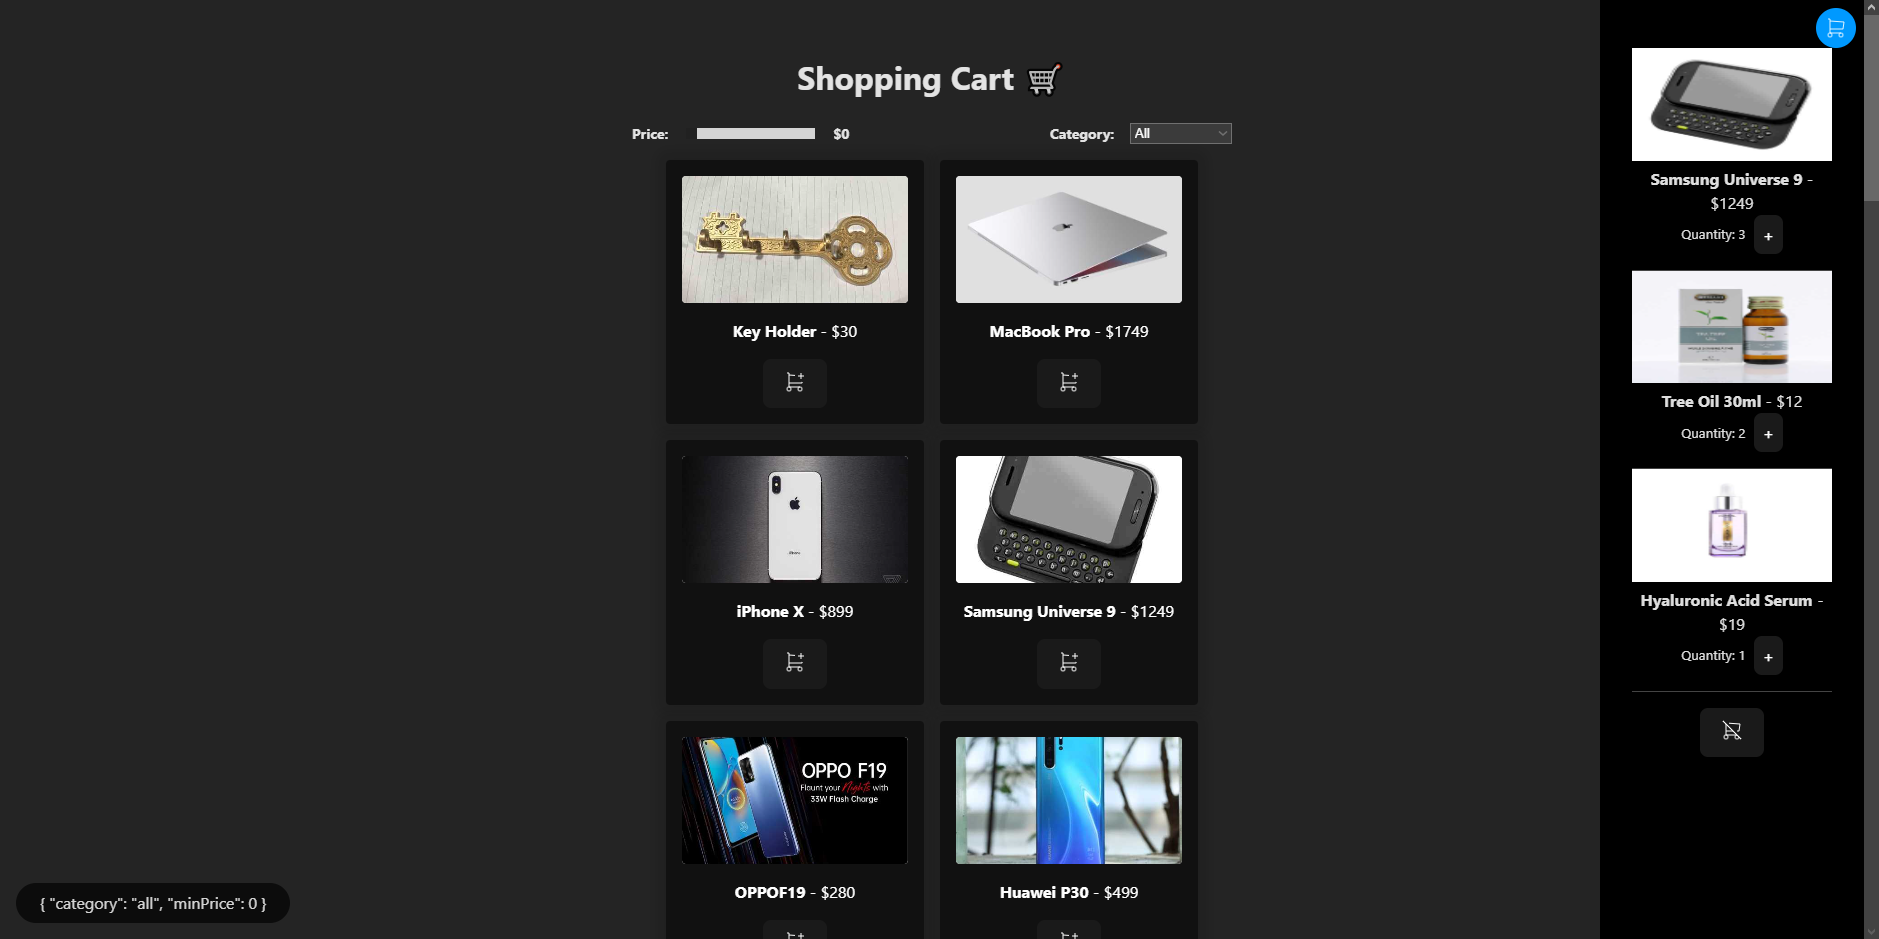 Shopping Cart
Price:
$0
Category:
All
Key Holder - $30
MacBook Pro - $1749
iPhone
iPhone X - $899
Samsung Universe 9 - $1249
OPPO F19
Flaunt your Nights with
33W Flash Charge
OPPOF19 - $280
Huawei P30 - $499
Samsung Universe 9 -
$1249
Quantity: 3
+
Tree Oil 30ml - $12
Quantity: 2
+
Hyaluronic Acid Serum -
$19
Quantity: 1
+
{ "category": "all", "minPrice": 0 }